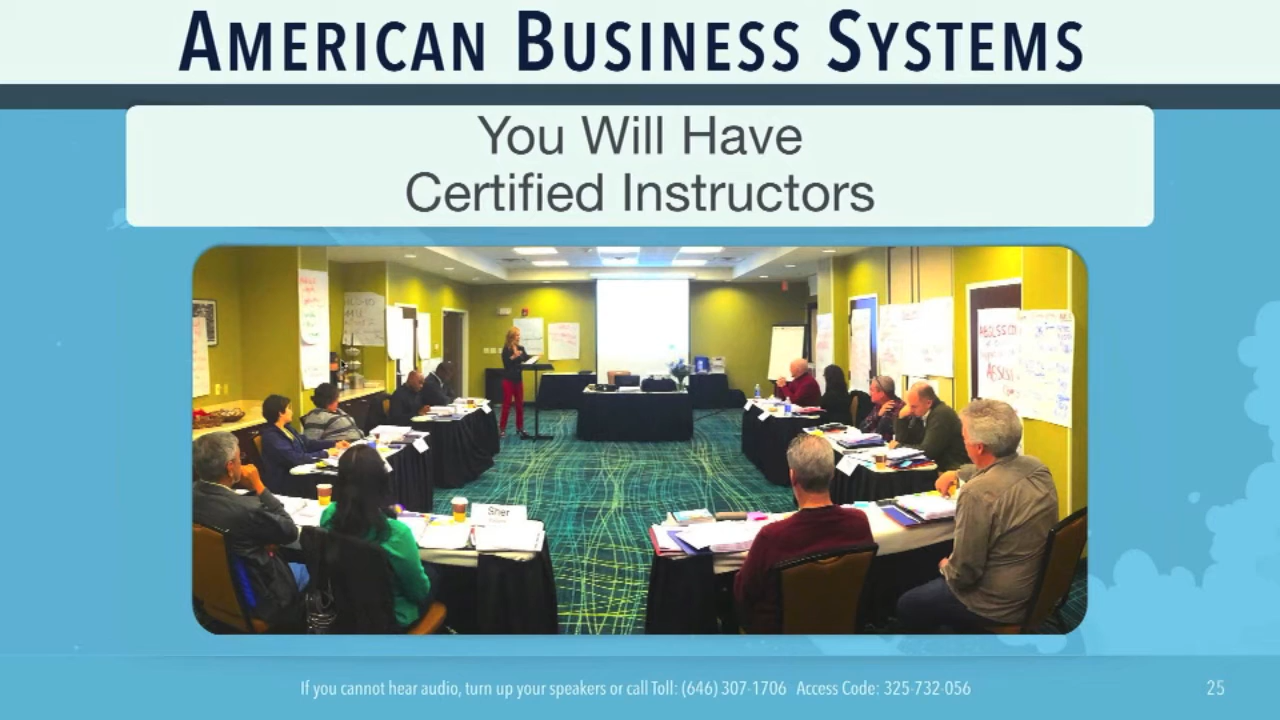 AMERICAN BUSINESS SYSTEMS
You Will Have
Certified Instructors
Sher
If you cannot hear audio, turn up your speakers or call Toll: (646) 307-1706 Access Code: 325-732-056
25